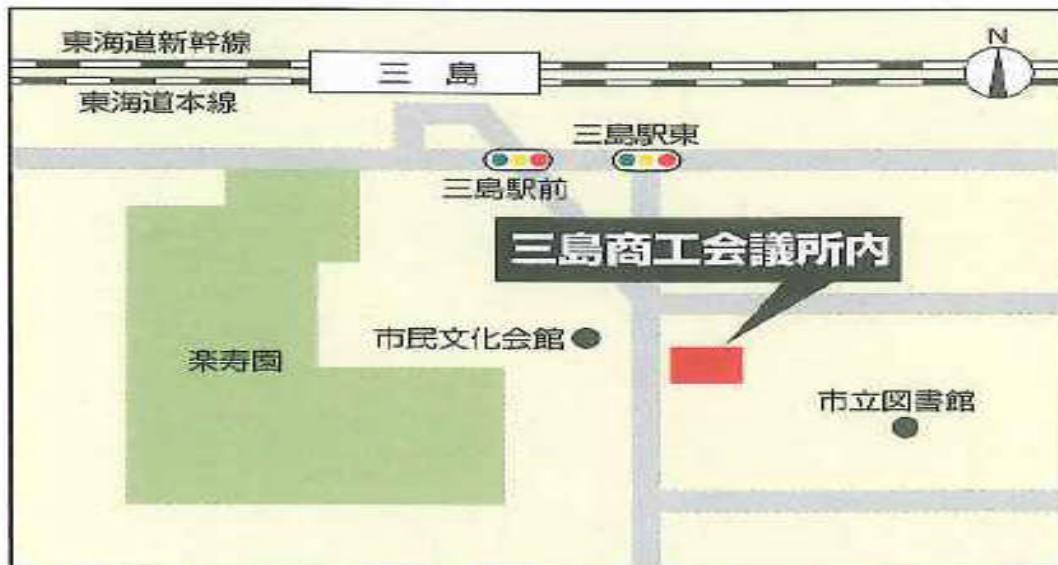 東海道新幹線
三島
N
東海道本線
三島駅東
三島駅前
三島商工会議所内
市民文化会館
楽寿園
市立図書館